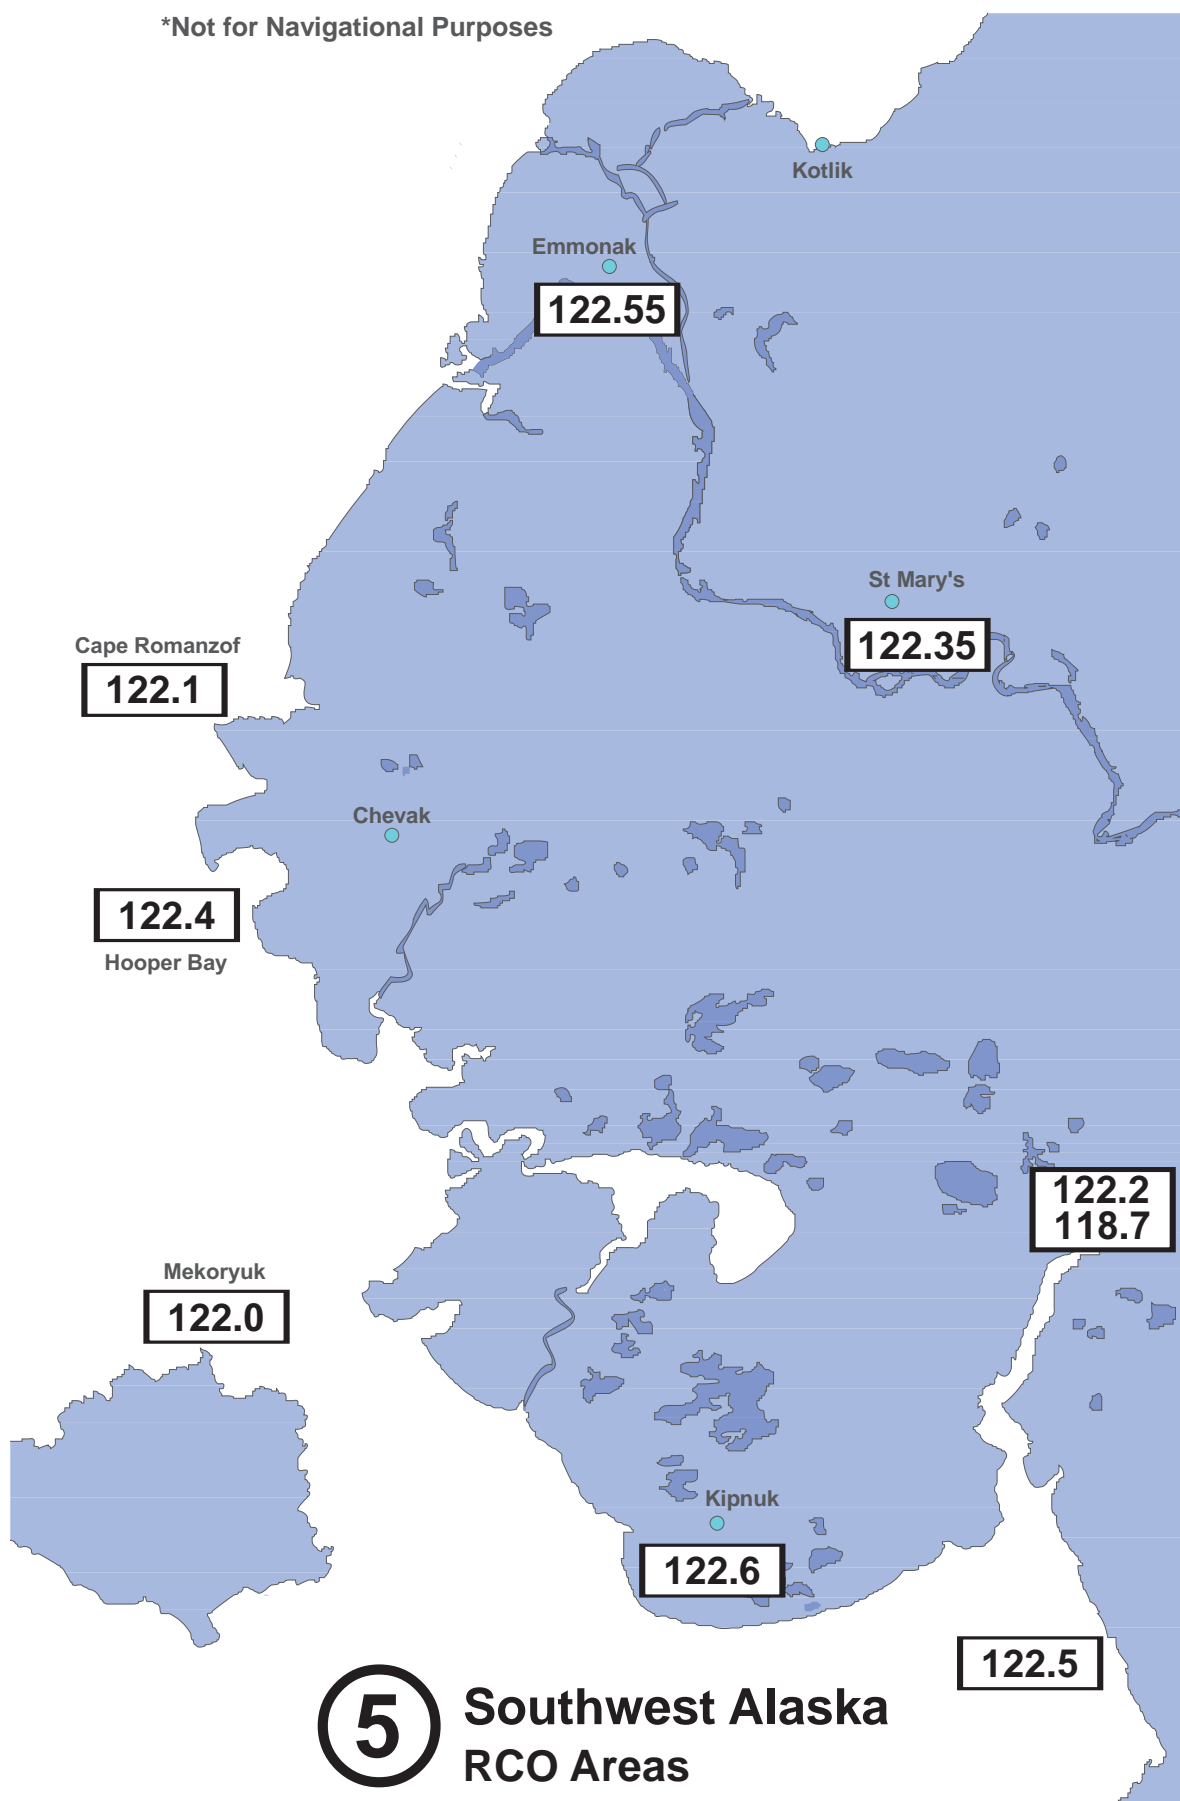 *Not for Navigational Purposes
Kotlik
Emmonak
122.55
St Mary's
122.35
Cape Romanzof
122.1
Chevak
122.4
Hooper Bay
122.2
118.7
Mekoryuk
122.0
Kipnuk
122.6
122.5
5
Southwest Alaska
RCO Areas